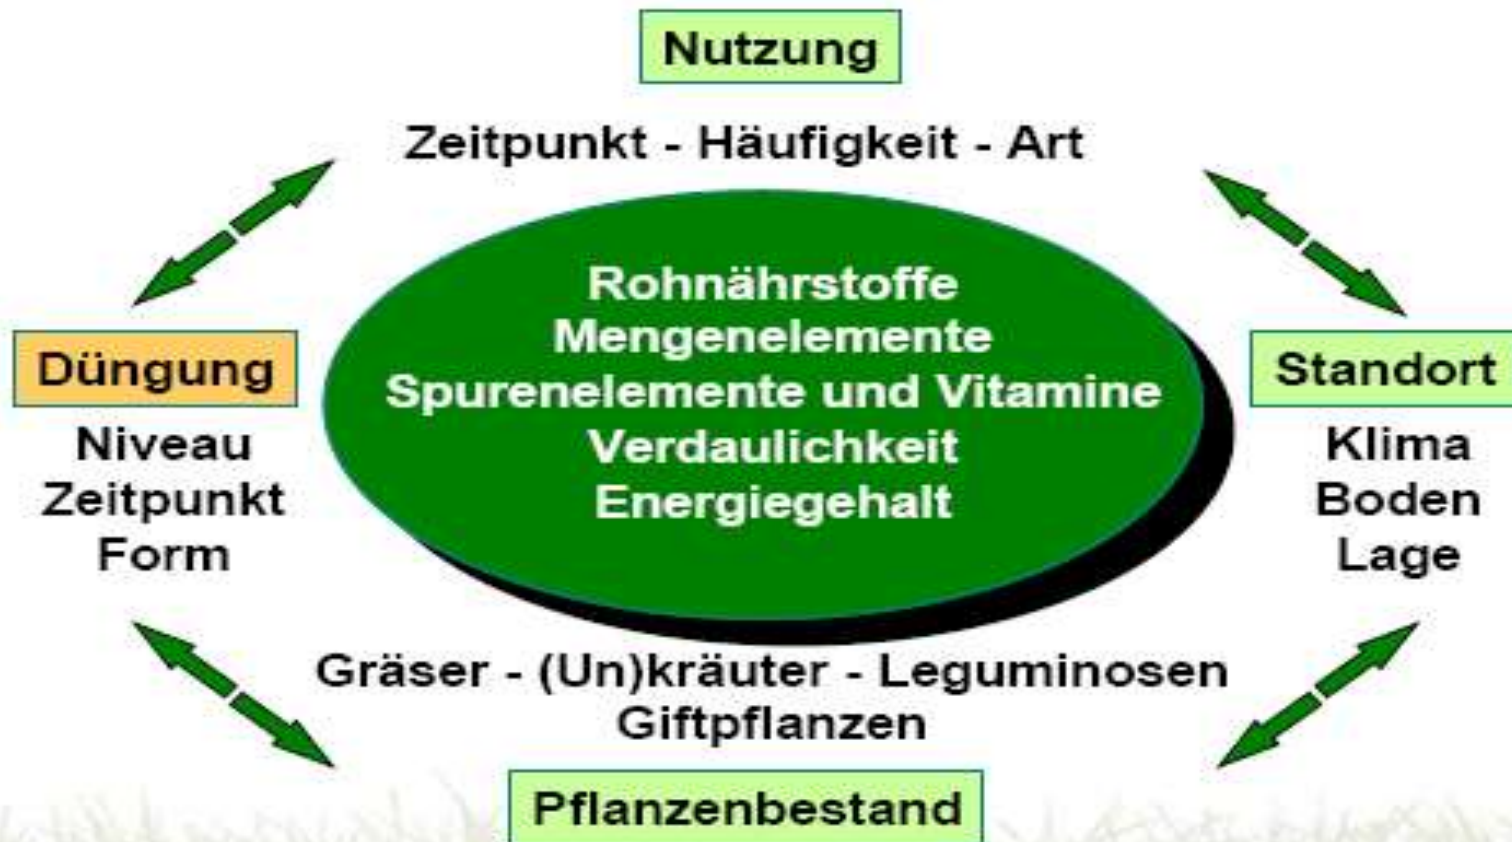 Nutzung
Zeitpunkt - Häufigkeit - Art
Rohnährstoffe
Mengenelemente
Spurenelemente und Vitamine
Verdaulichkeit
Energiegehalt
Düngung
Niveau
Zeitpunkt
Form
Standort
Klima
Boden
Lage
Gräser - (Un)kräuter - Leguminosen
Giftpflanzen
Pflanzenbestand